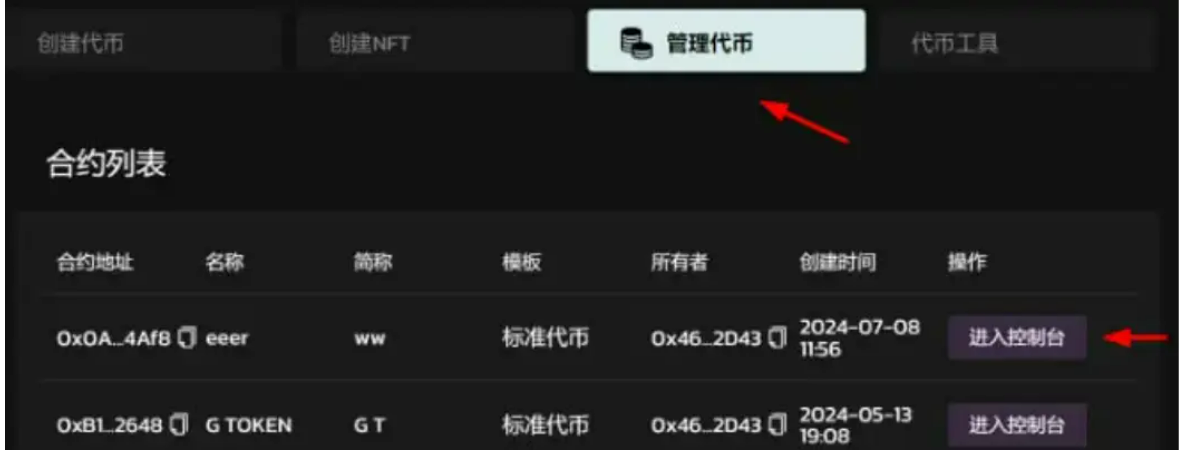 创建代币 创建NFT 管理代币 代币工具
合约列表
合约地址 名称 简称 模板 所有者 创建时间 操作
0x0A...4Af8 eeer ww 标准代币 0x46...2D43 2024-07-08 进入控制台
11:56
0xB1...2648 G TOKEN G T 标准代币 0x46...2D43 2024-05-13 进入控制台
19:08